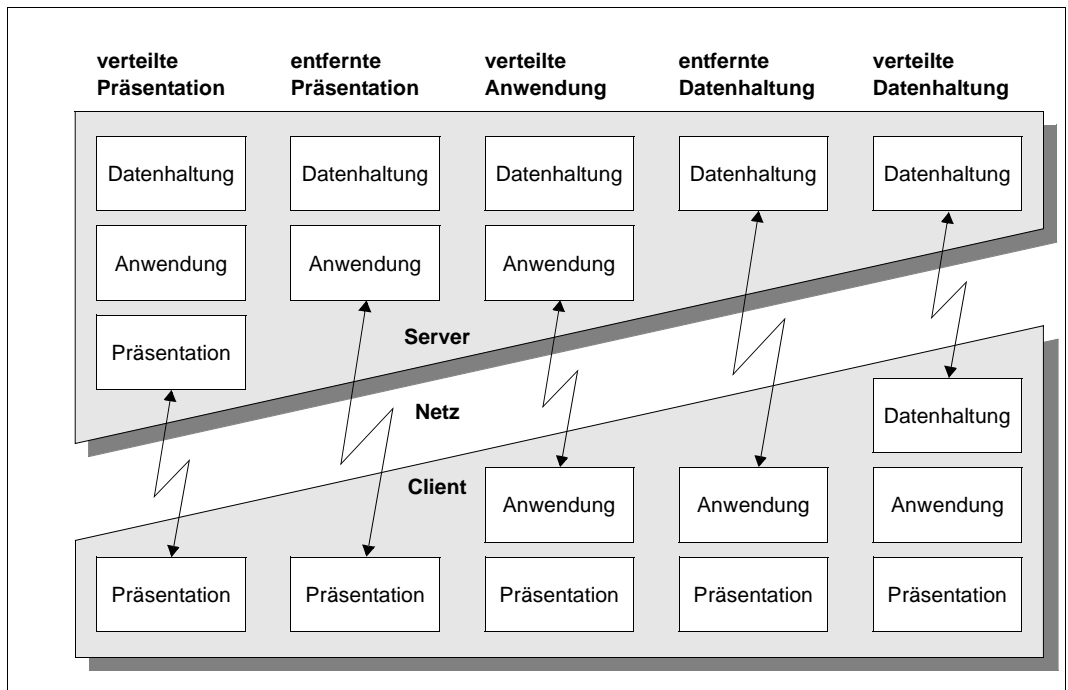 verteilte
Präsentation
entfernte
Präsentation
verteilte
Anwendung
entfernte
Datenhaltung
verteilte
Datenhaltung
Datenhaltung
Datenhaltung
Datenhaltung
Datenhaltung
Datenhaltung
Anwendung
Anwendung
Anwendung
Präsentation
Server
Netz
Client
Datenhaltung
Anwendung
Anwendung
Anwendung
Präsentation
Präsentation
Präsentation
Präsentation
Präsentation